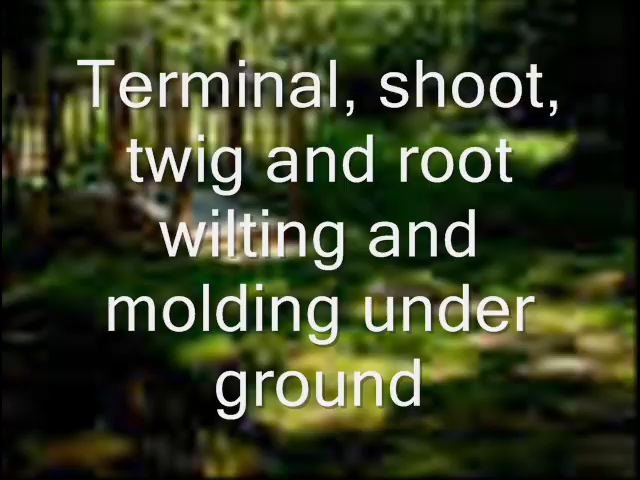 Terminal, shoot,
twig and root
wilting and
molding under
ground